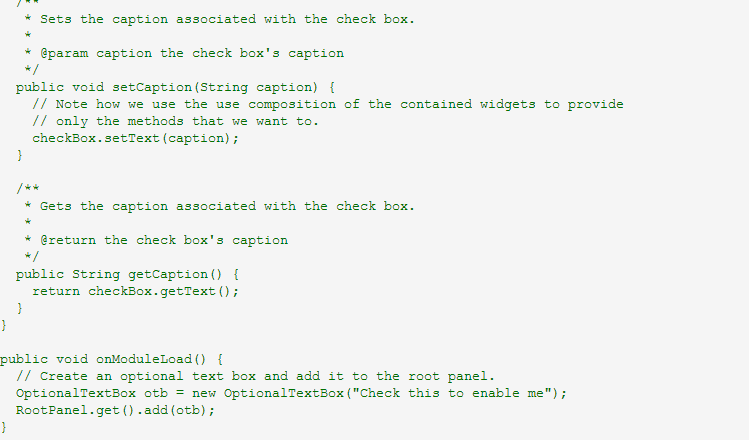 /**
* Sets the caption associated with the check box.
*
* @param caption the check box's caption
*/
public void setCaption(String caption) {
// Note how we use the use composition of the contained widgets to provide
// only the methods that we want to.
checkBox.setText(caption);
}
/**
* Gets the caption associated with the check box.
*
* @return the check box's caption
*/
public String getCaption() {
return checkBox.getText();
}
}
public void onModuleLoad() {
// Create an optional text box and add it to the root panel.
OptionalTextBox otb = new OptionalTextBox("Check this to enable me");
RootPanel.get().add(otb);
}